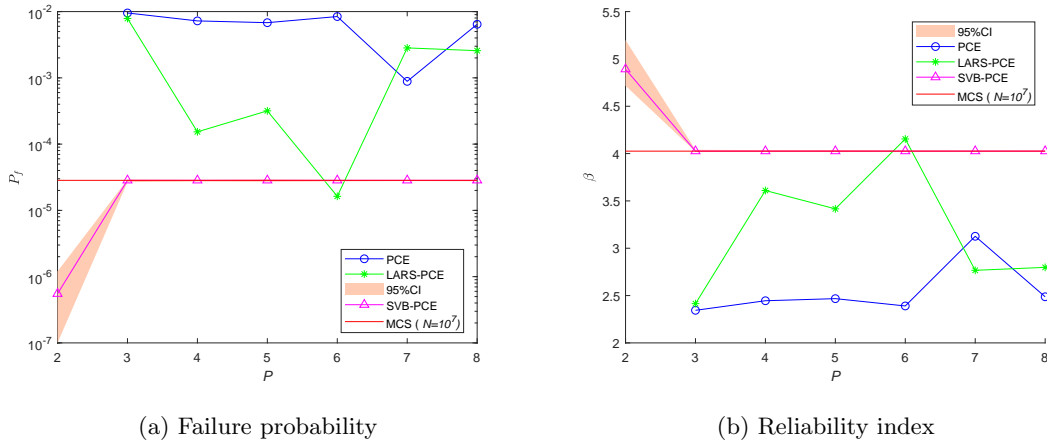 10^-2
10^-3
10^-4
10^-5
10^-6
10^-7
P_f
2 3 4 5 6 7 8
P
PCE
LARS-PCE
95%CI
SVB-PCE
MCS ( N=10^7)
(a) Failure probability
5.5
5
4.5
4
3.5
3
2.5
2
β
2 3 4 5 6 7 8
P
95%CI
PCE
LARS-PCE
SVB-PCE
MCS ( N=10^7)
(b) Reliability index